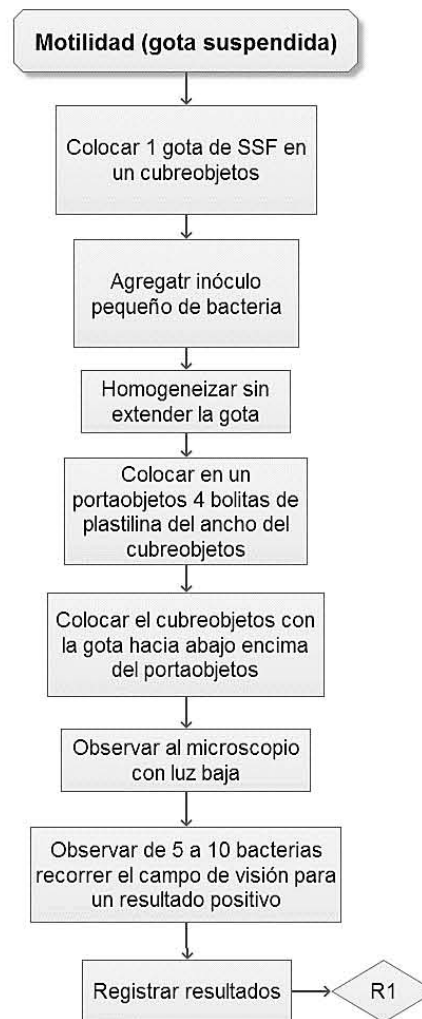 Motilidad (gota suspendida)
Colocar 1 gota de SSF en
un cubreobjetos
Agregatr inóculo
pequeño de bacteria
Homogeneizar sin
extender la gota
Colocar en un
portaobjetos 4 bolitas de
plastilina del ancho del
cubreobjetos
Colocar el cubreobjetos con
la gota hacia abajo encima
del portaobjetos
Observar al microscopio
con luz baja
Observar de 5 a 10 bacterias
recorrer el campo de visión para
un resultado positivo
Registrar resultados
R1